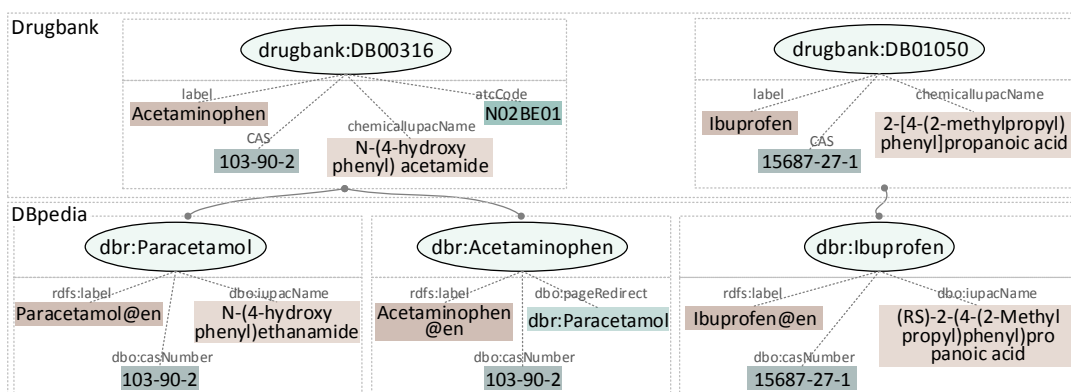 Drugbank
drugbank:DB00316
label
Acetaminophen
CAS
103-90-2
chemicalIupacName
N-(4-hydroxy
phenyl) acetamide
atcCode
N02BE01
drugbank:DB01050
label
Ibuprofen
CAS
15687-27-1
chemicalIupacName
2-[4-(2-methylpropyl)
phenyl]propanoic acid
DBpedia
dbr:Paracetamol
rdfs:label
Paracetamol@en
dbo:casNumber
103-90-2
dbo:iupacName
N-(4-hydroxy
phenyl)ethanamide
dbr:Acetaminophen
rdfs:label
Acetaminophen
@en
dbo:casNumber
103-90-2
dbo:pageRedirect
dbr:Paracetamol
dbr:Ibuprofen
rdfs:label
Ibuprofen@en
dbo:casNumber
15687-27-1
dbo:iupacName
(RS)-2-(4-(2-Methyl
propyl)phenyl)pro
panoic acid